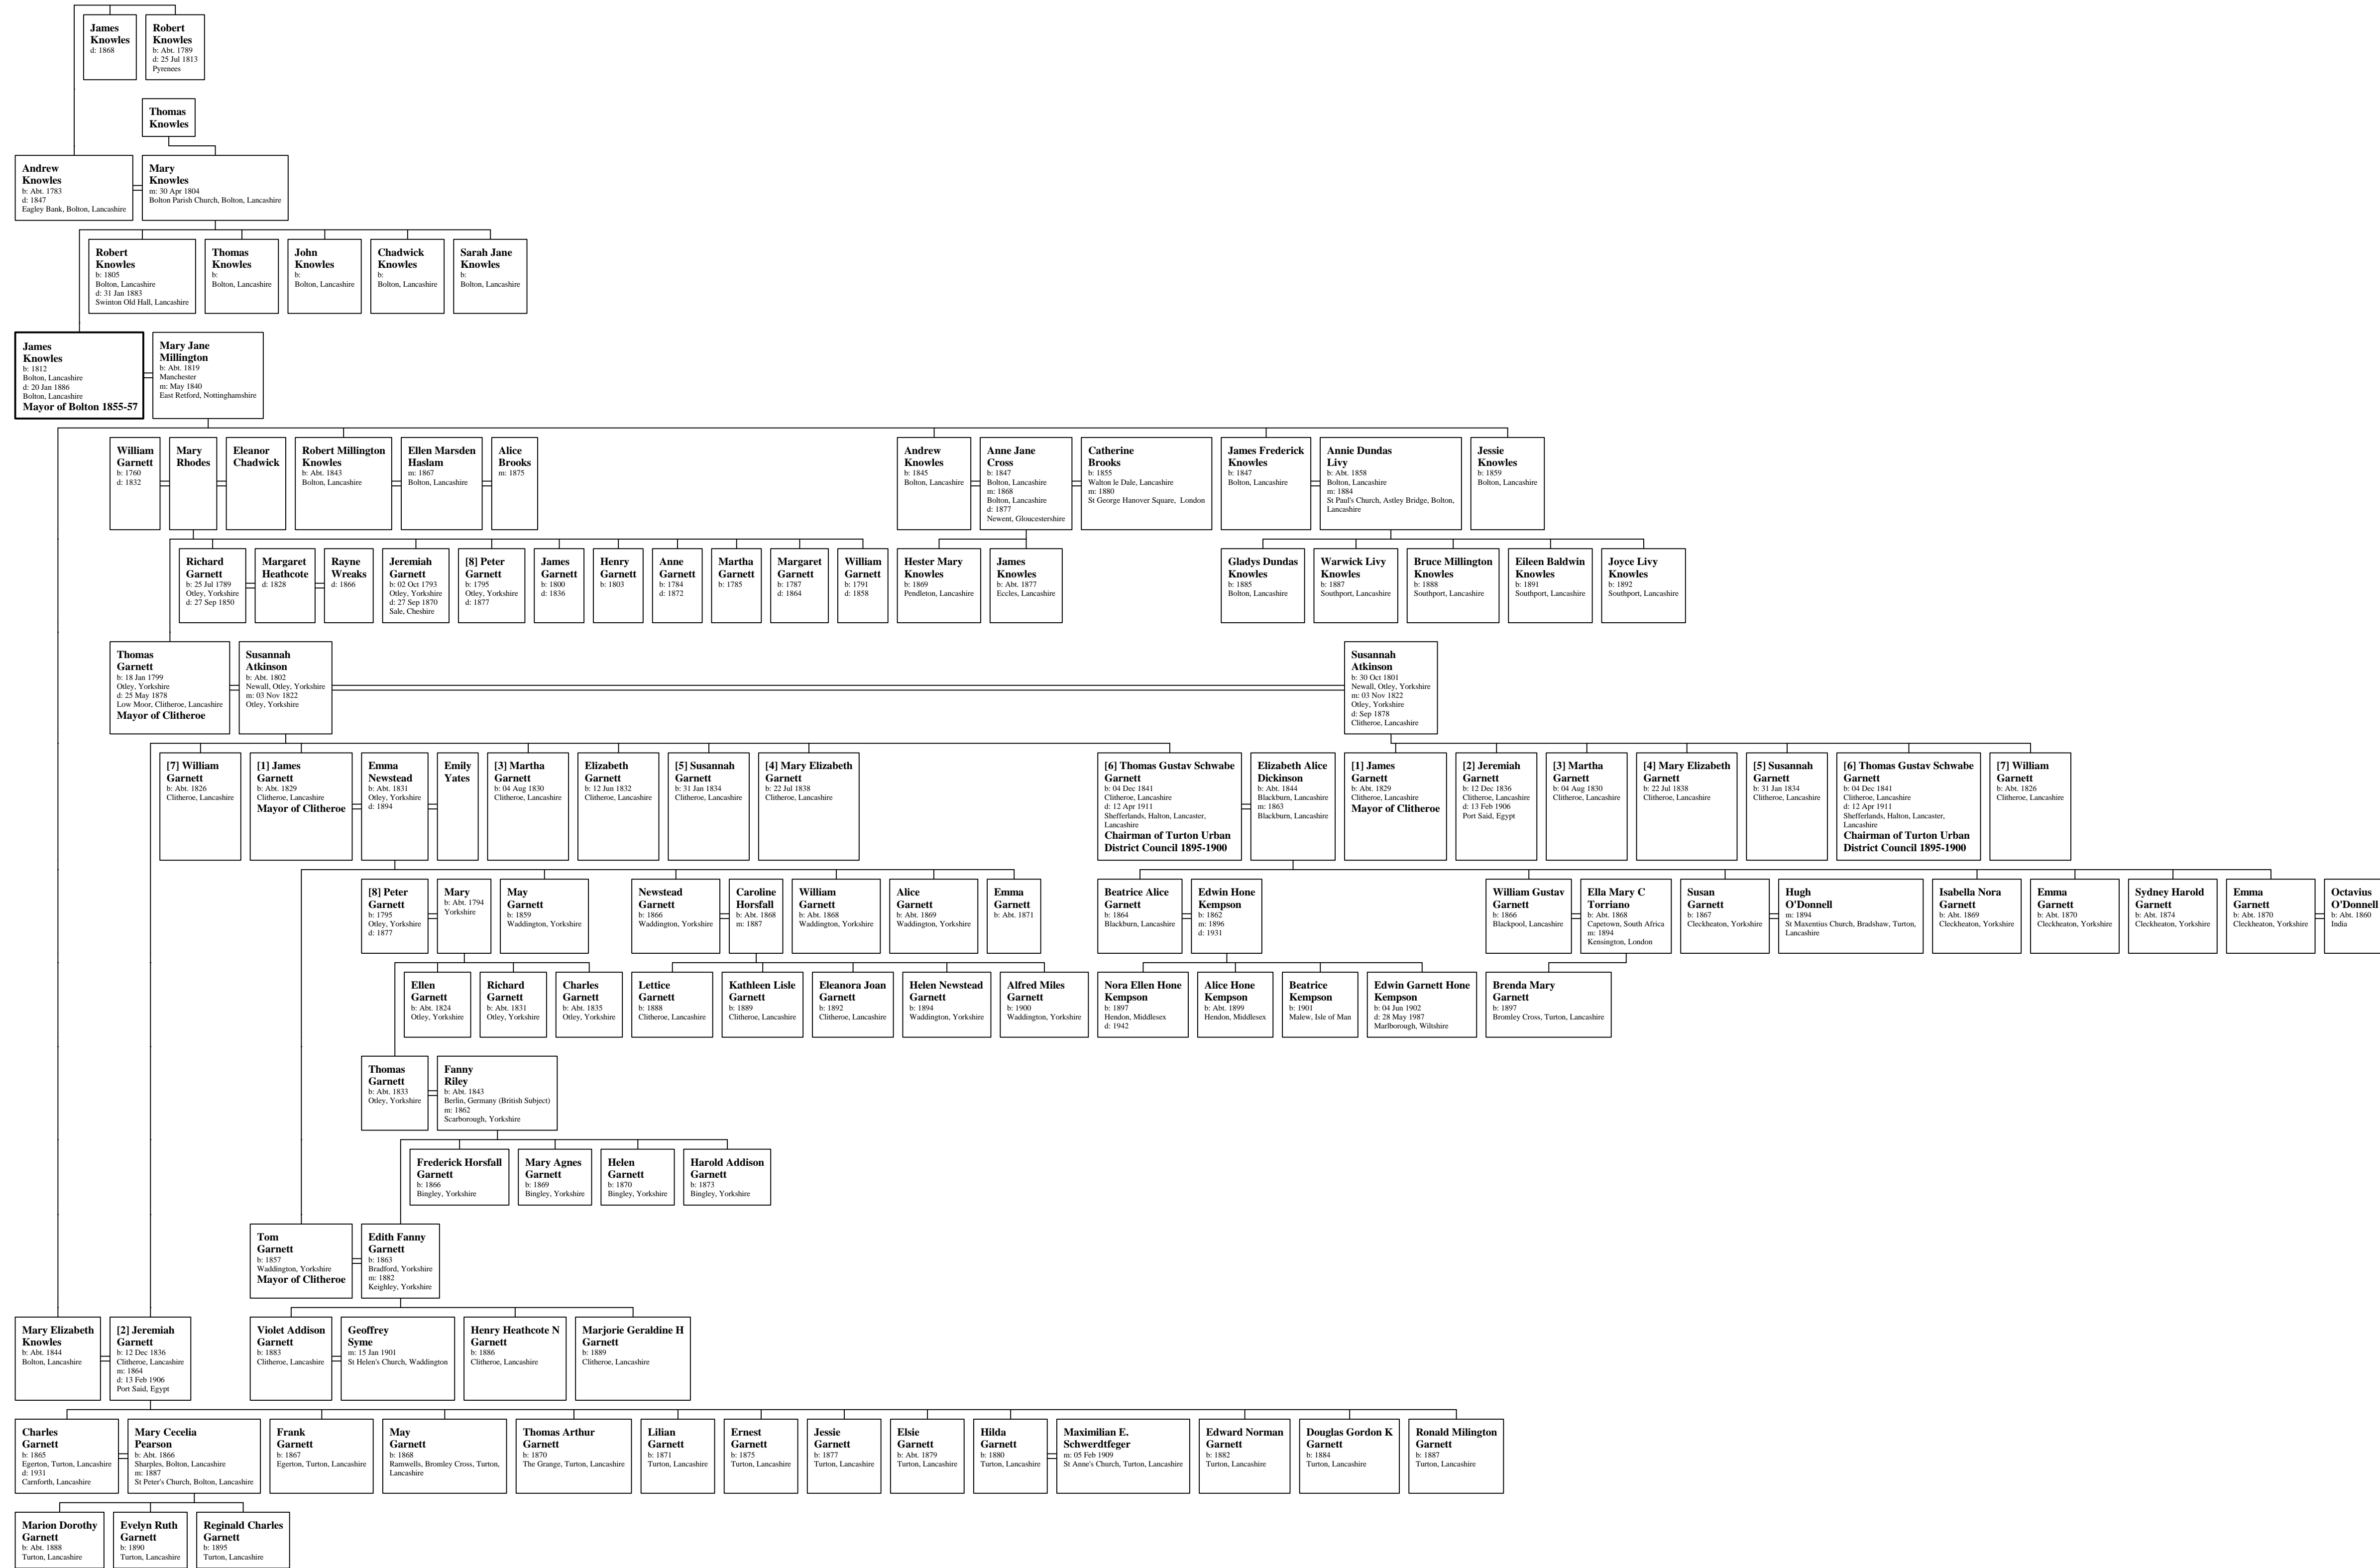 James
Knowles
d: 1868
Robert
Knowles
b: Abt. 1789
d: 25 Jul 1813
Pyrenees
Thomas
Knowles
Andrew
Knowles
b: Abt. 1783
d: 1847
Eagley Bank, Bolton, Lancashire
Mary
Knowles
m: 30 Apr 1804
Bolton Parish Church, Bolton, Lancashire
Robert
Knowles
b: 1805
Bolton, Lancashire
d: 31 Jan 1883
Swinton Old Hall, Lancashire
Thomas
Knowles
b:
Bolton, Lancashire
John
Knowles
b:
Bolton, Lancashire
Chadwick
Knowles
b:
Bolton, Lancashire
Sarah Jane
Knowles
b:
Bolton, Lancashire
James
Knowles
b: 1812
Bolton, Lancashire
d: 20 Jan 1886
Bolton, Lancashire
Mayor of Bolton 1855-57
Mary Jane
Millington
b: Abt. 1819
Manchester
m: May 1840
East Retford, Nottinghamshire
William
Garnett
b: 1760
d: 1832
Mary
Rhodes
Eleanor
Chadwick
Robert Millington
Knowles
b: Abt. 1843
Bolton, Lancashire
Ellen Marsden
Haslam
m: 1867
Bolton, Lancashire
Alice
Brooks
m: 1875
Andrew
Knowles
b: 1845
Bolton, Lancashire
Anne Jane
Cross
b: 1847
Bolton, Lancashire
m: 1868
Bolton, Lancashire
d: 1877
Newent, Gloucestershire
Catherine
Brooks
b: 1855
Walton le Dale, Lancashire
m: 1880
St George Hanover Square, London
James Frederick
Knowles
b: 1847
Bolton, Lancashire
Annie Dundas
Livy
b: Abt. 1858
Bolton, Lancashire
m: 1884
St Paul's Church, Astley Bridge, Bolton,
Lancashire
Jessie
Knowles
b: 1859
Bolton, Lancashire
Richard
Garnett
b: 25 Jul 1789
Otley, Yorkshire
d: 27 Sep 1850
Margaret
Heathcote
d: 1828
Rayne
Wreaks
d: 1866
Jeremiah
Garnett
b: 02 Oct 1793
Otley, Yorkshire
d: 27 Sep 1870
Sale, Cheshire
[8] Peter
Garnett
b: 1795
Otley, Yorkshire
d: 1877
James
Garnett
b: 1800
d: 1836
Henry
Garnett
b: 1803
Anne
Garnett
b: 1784
d: 1872
Martha
Garnett
b: 1785
Margaret
Garnett
b: 1787
d: 1864
William
Garnett
b: 1791
d: 1858
Hester Mary
Knowles
b: 1869
Pendleton, Lancashire
James
Knowles
b: Abt. 1877
Eccles, Lancashire
Gladys Dundas
Knowles
b: 1885
Bolton, Lancashire
Warwick Livy
Knowles
b: 1887
Southport, Lancashire
Bruce Millington
Knowles
b: 1888
Southport, Lancashire
Eileen Baldwin
Knowles
b: 1891
Southport, Lancashire
Joyce Livy
Knowles
b: 1892
Southport, Lancashire
Thomas
Garnett
b: 18 Jan 1799
Otley, Yorkshire
d: 25 May 1878
Low Moor, Clitheroe, Lancashire
Mayor of Clitheroe
Susannah
Atkinson
b: Abt. 1802
Newall, Otley, Yorkshire
m: 03 Nov 1822
Otley, Yorkshire
Susannah
Atkinson
b: 30 Oct 1801
Newall, Otley, Yorkshire
m: 03 Nov 1822
Otley, Yorkshire
d: Sep 1878
Clitheroe, Lancashire
[7] William
Garnett
b: Abt. 1826
Clitheroe, Lancashire
[1] James
Garnett
b: Abt. 1829
Clitheroe, Lancashire
Mayor of Clitheroe
Emma
Newstead
b: Abt. 1831
Otley, Yorkshire
d: 1894
Emily
Yates
[3] Martha
Garnett
b: 04 Aug 1830
Clitheroe, Lancashire
Elizabeth
Garnett
b: 12 Jun 1832
Clitheroe, Lancashire
[5] Susannah
Garnett
b: 31 Jan 1834
Clitheroe, Lancashire
[4] Mary Elizabeth
Garnett
b: 22 Jul 1838
Clitheroe, Lancashire
[6] Thomas Gustav Schwabe
Garnett
b: 04 Dec 1841
Clitheroe, Lancashire
d: 12 Apr 1911
Shefferlands, Halton, Lancaster,
Lancashire
Chairman of Turton Urban
District Council 1895-1900
Elizabeth Alice
Dickinson
b: Abt. 1844
Blackburn, Lancashire
m: 1863
Blackburn, Lancashire
[1] James
Garnett
b: Abt. 1829
Clitheroe, Lancashire
Mayor of Clitheroe
[2] Jeremiah
Garnett
b: 12 Dec 1836
Clitheroe, Lancashire
d: 13 Feb 1906
Port Said, Egypt
[3] Martha
Garnett
b: 04 Aug 1830
Clitheroe, Lancashire
[4] Mary Elizabeth
Garnett
b: 22 Jul 1838
Clitheroe, Lancashire
[5] Susannah
Garnett
b: 31 Jan 1834
Clitheroe, Lancashire
[6] Thomas Gustav Schwabe
Garnett
b: 04 Dec 1841
Clitheroe, Lancashire
d: 12 Apr 1911
Shefferlands, Halton, Lancaster,
Lancashire
Chairman of Turton Urban
District Council 1895-1900
[7] William
Garnett
b: Abt. 1826
Clitheroe, Lancashire
[8] Peter
Garnett
b: 1795
Otley, Yorkshire
d: 1877
Mary
b: Abt. 1794
Yorkshire
May
Garnett
b: 1859
Waddington, Yorkshire
Newstead
Garnett
b: 1866
Waddington, Yorkshire
Caroline
Horsfall
b: Abt. 1868
m: 1887
William
Garnett
b: Abt. 1868
Waddington, Yorkshire
Alice
Garnett
b: Abt. 1869
Waddington, Yorkshire
Emma
Garnett
b: Abt. 1871
Beatrice Alice
Garnett
b: 1864
Blackburn, Lancashire
Edwin Hone
Kempson
b: 1862
m: 1896
d: 1931
William Gustav
Garnett
b: 1866
Blackpool, Lancashire
Ella Mary C
Torriano
b: Abt. 1868
Capetown, South Africa
m: 1894
Kensington, London
Susan
Garnett
b: 1867
Cleckheaton, Yorkshire
Hugh
O'Donnell
m: 1894
St Maxentius Church, Bradshaw, Turton,
Lancashire
Isabella Nora
Garnett
b: Abt. 1869
Cleckheaton, Yorkshire
Emma
Garnett
b: Abt. 1870
Cleckheaton, Yorkshire
Sydney Harold
Garnett
b: Abt. 1874
Cleckheaton, Yorkshire
Emma
Garnett
b: Abt. 1870
Cleckheaton, Yorkshire
Octavius
O'Donnell
b: Abt. 1860
India
Ellen
Garnett
b: Abt. 1824
Otley, Yorkshire
Richard
Garnett
b: Abt. 1831
Otley, Yorkshire
Charles
Garnett
b: Abt. 1835
Otley, Yorkshire
Lettice
Garnett
b: 1888
Clitheroe, Lancashire
Kathleen Lisle
Garnett
b: 1889
Clitheroe, Lancashire
Eleanora Joan
Garnett
b: 1892
Clitheroe, Lancashire
Helen Newstead
Garnett
b: 1894
Waddington, Yorkshire
Alfred Miles
Garnett
b: 1900
Waddington, Yorkshire
Nora Ellen Hone
Kempson
b: 1897
Hendon, Middlesex
d: 1942
Alice Hone
Kempson
b: Abt. 1899
Hendon, Middlesex
Beatrice
Kempson
b: 1901
Malew, Isle of Man
Edwin Garnett Hone
Kempson
b: 04 Jun 1902
d: 28 May 1987
Marlborough, Wiltshire
Brenda Mary
Garnett
b: 1897
Bromley Cross, Turton, Lancashire
Thomas
Garnett
b: Abt. 1833
Otley, Yorkshire
Fanny
Riley
b: Abt. 1843
Berlin, Germany (British Subject)
m: 1862
Scarborough, Yorkshire
Frederick Horsfall
Garnett
b: 1866
Bingley, Yorkshire
Mary Agnes
Garnett
b: 1869
Bingley, Yorkshire
Helen
Garnett
b: 1870
Bingley, Yorkshire
Harold Addison
Garnett
b: 1873
Bingley, Yorkshire
Tom
Garnett
b: 1857
Waddington, Yorkshire
Mayor of Clitheroe
Edith Fanny
Garnett
b: 1863
Bradford, Yorkshire
m: 1882
Keighley, Yorkshire
Mary Elizabeth
Knowles
b: Abt. 1844
Bolton, Lancashire
[2] Jeremiah
Garnett
b: 12 Dec 1836
Clitheroe, Lancashire
m: 1864
d: 13 Feb 1906
Port Said, Egypt
Violet Addison
Garnett
b: 1883
Clitheroe, Lancashire
Geoffrey
Syme
m: 15 Jan 1901
St Helen's Church, Waddington
Henry Heathcote N
Garnett
b: 1886
Clitheroe, Lancashire
Marjorie Geraldine H
Garnett
b: 1889
Clitheroe, Lancashire
Charles
Garnett
b: 1865
Egerton, Turton, Lancashire
d: 1931
Carnforth, Lancashire
Mary Cecelia
Pearson
b: Abt. 1866
Sharples, Bolton, Lancashire
m: 1887
St Peter's Church, Bolton, Lancashire
Frank
Garnett
b: 1867
Egerton, Turton, Lancashire
May
Garnett
b: 1868
Ramwells, Bromley Cross, Turton,
Lancashire
Thomas Arthur
Garnett
b: 1870
The Grange, Turton, Lancashire
Lilian
Garnett
b: 1871
Turton, Lancashire
Ernest
Garnett
b: 1875
Turton, Lancashire
Jessie
Garnett
b: 1877
Turton, Lancashire
Elsie
Garnett
b: Abt. 1879
Turton, Lancashire
Hilda
Garnett
b: 1880
Turton, Lancashire
Maximilian E.
Schwerdtfeger
m: 05 Feb 1909
St Anne's Church, Turton, Lancashire
Edward Norman
Garnett
b: 1882
Turton, Lancashire
Douglas Gordon K
Garnett
b: 1884
Turton, Lancashire
Ronald Milington
Garnett
b: 1887
Turton, Lancashire
Marion Dorothy
Garnett
b: Abt. 1888
Turton, Lancashire
Evelyn Ruth
Garnett
b: 1890
Turton, Lancashire
Reginald Charles
Garnett
b: 1895
Turton, Lancashire